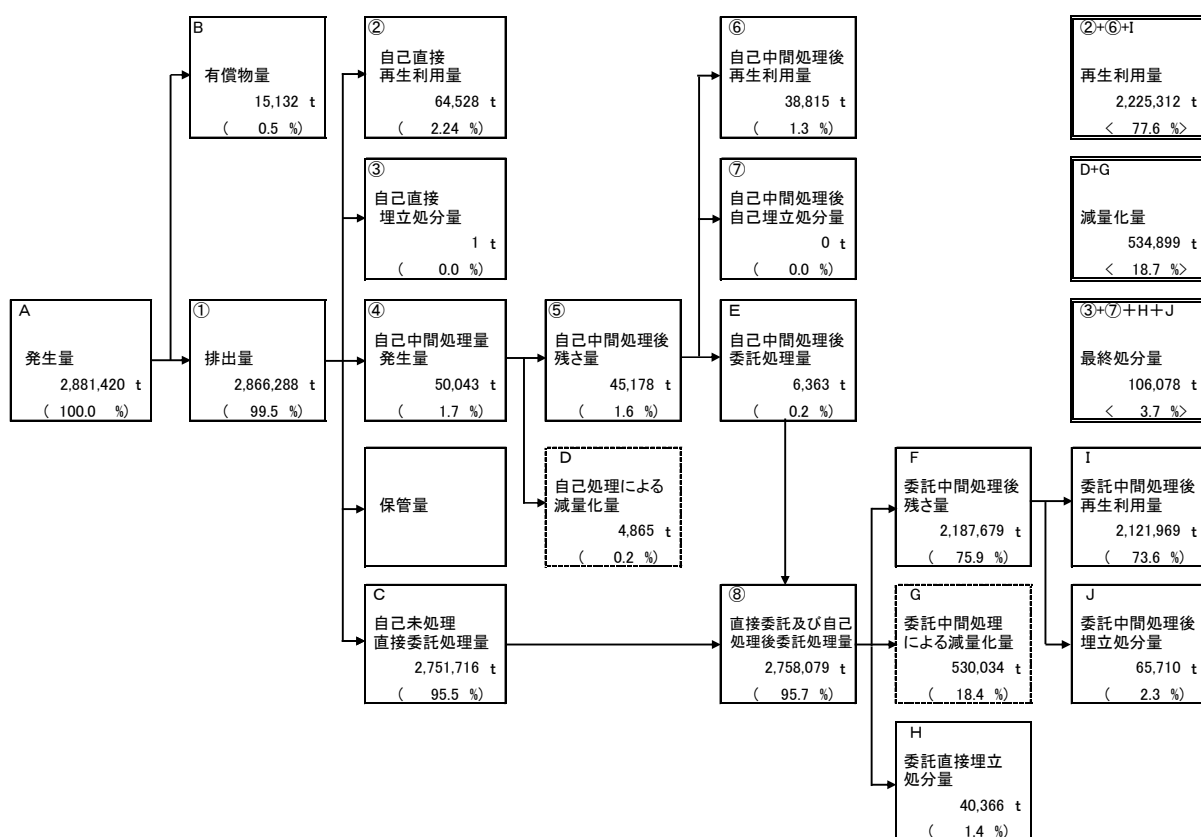 B
有償物量
15,132 t
( 0.5 %)
②
自己直接
再生利用量
64,528 t
( 2.24 %)
⑥
自己中間処理後
再生利用量
38,815 t
( 1.3 %)
②+⑥+I
再生利用量
2,225,312 t
< 77.6 %>
③
自己直接
埋立処分量
1 t
( 0.0 %)
⑦
自己中間処理後
自己埋立処分量
0 t
( 0.0 %)
D+G
減量化量
534,899 t
< 18.7 %>
A
発生量
2,881,420 t
( 100.0 %)
①
排出量
2,866,288 t
( 99.5 %)
④
自己中間処理量
発生量
50,043 t
( 1.7 %)
⑤
自己中間処理後
残さ量
45,178 t
( 1.6 %)
E
自己中間処理後
委託処理量
6,363 t
( 0.2 %)
③+⑦+H+J
最終処分量
106,078 t
< 3.7 %>
保管量
D
自己処理による
減量化量
4,865 t
( 0.2 %)
F
委託中間処理後
残さ量
2,187,679 t
( 75.9 %)
I
委託中間処理後
再生利用量
2,121,969 t
( 73.6 %)
C
自己未処理
直接委託処理量
2,751,716 t
( 95.5 %)
⑧
直接委託及び自己
処理後委託処理量
2,758,079 t
( 95.7 %)
G
委託中間処理
による減量化量
530,034 t
( 18.4 %)
J
委託中間処理後
埋立処分量
65,710 t
( 2.3 %)
H
委託直接埋立
処分量
40,366 t
( 1.4 %)